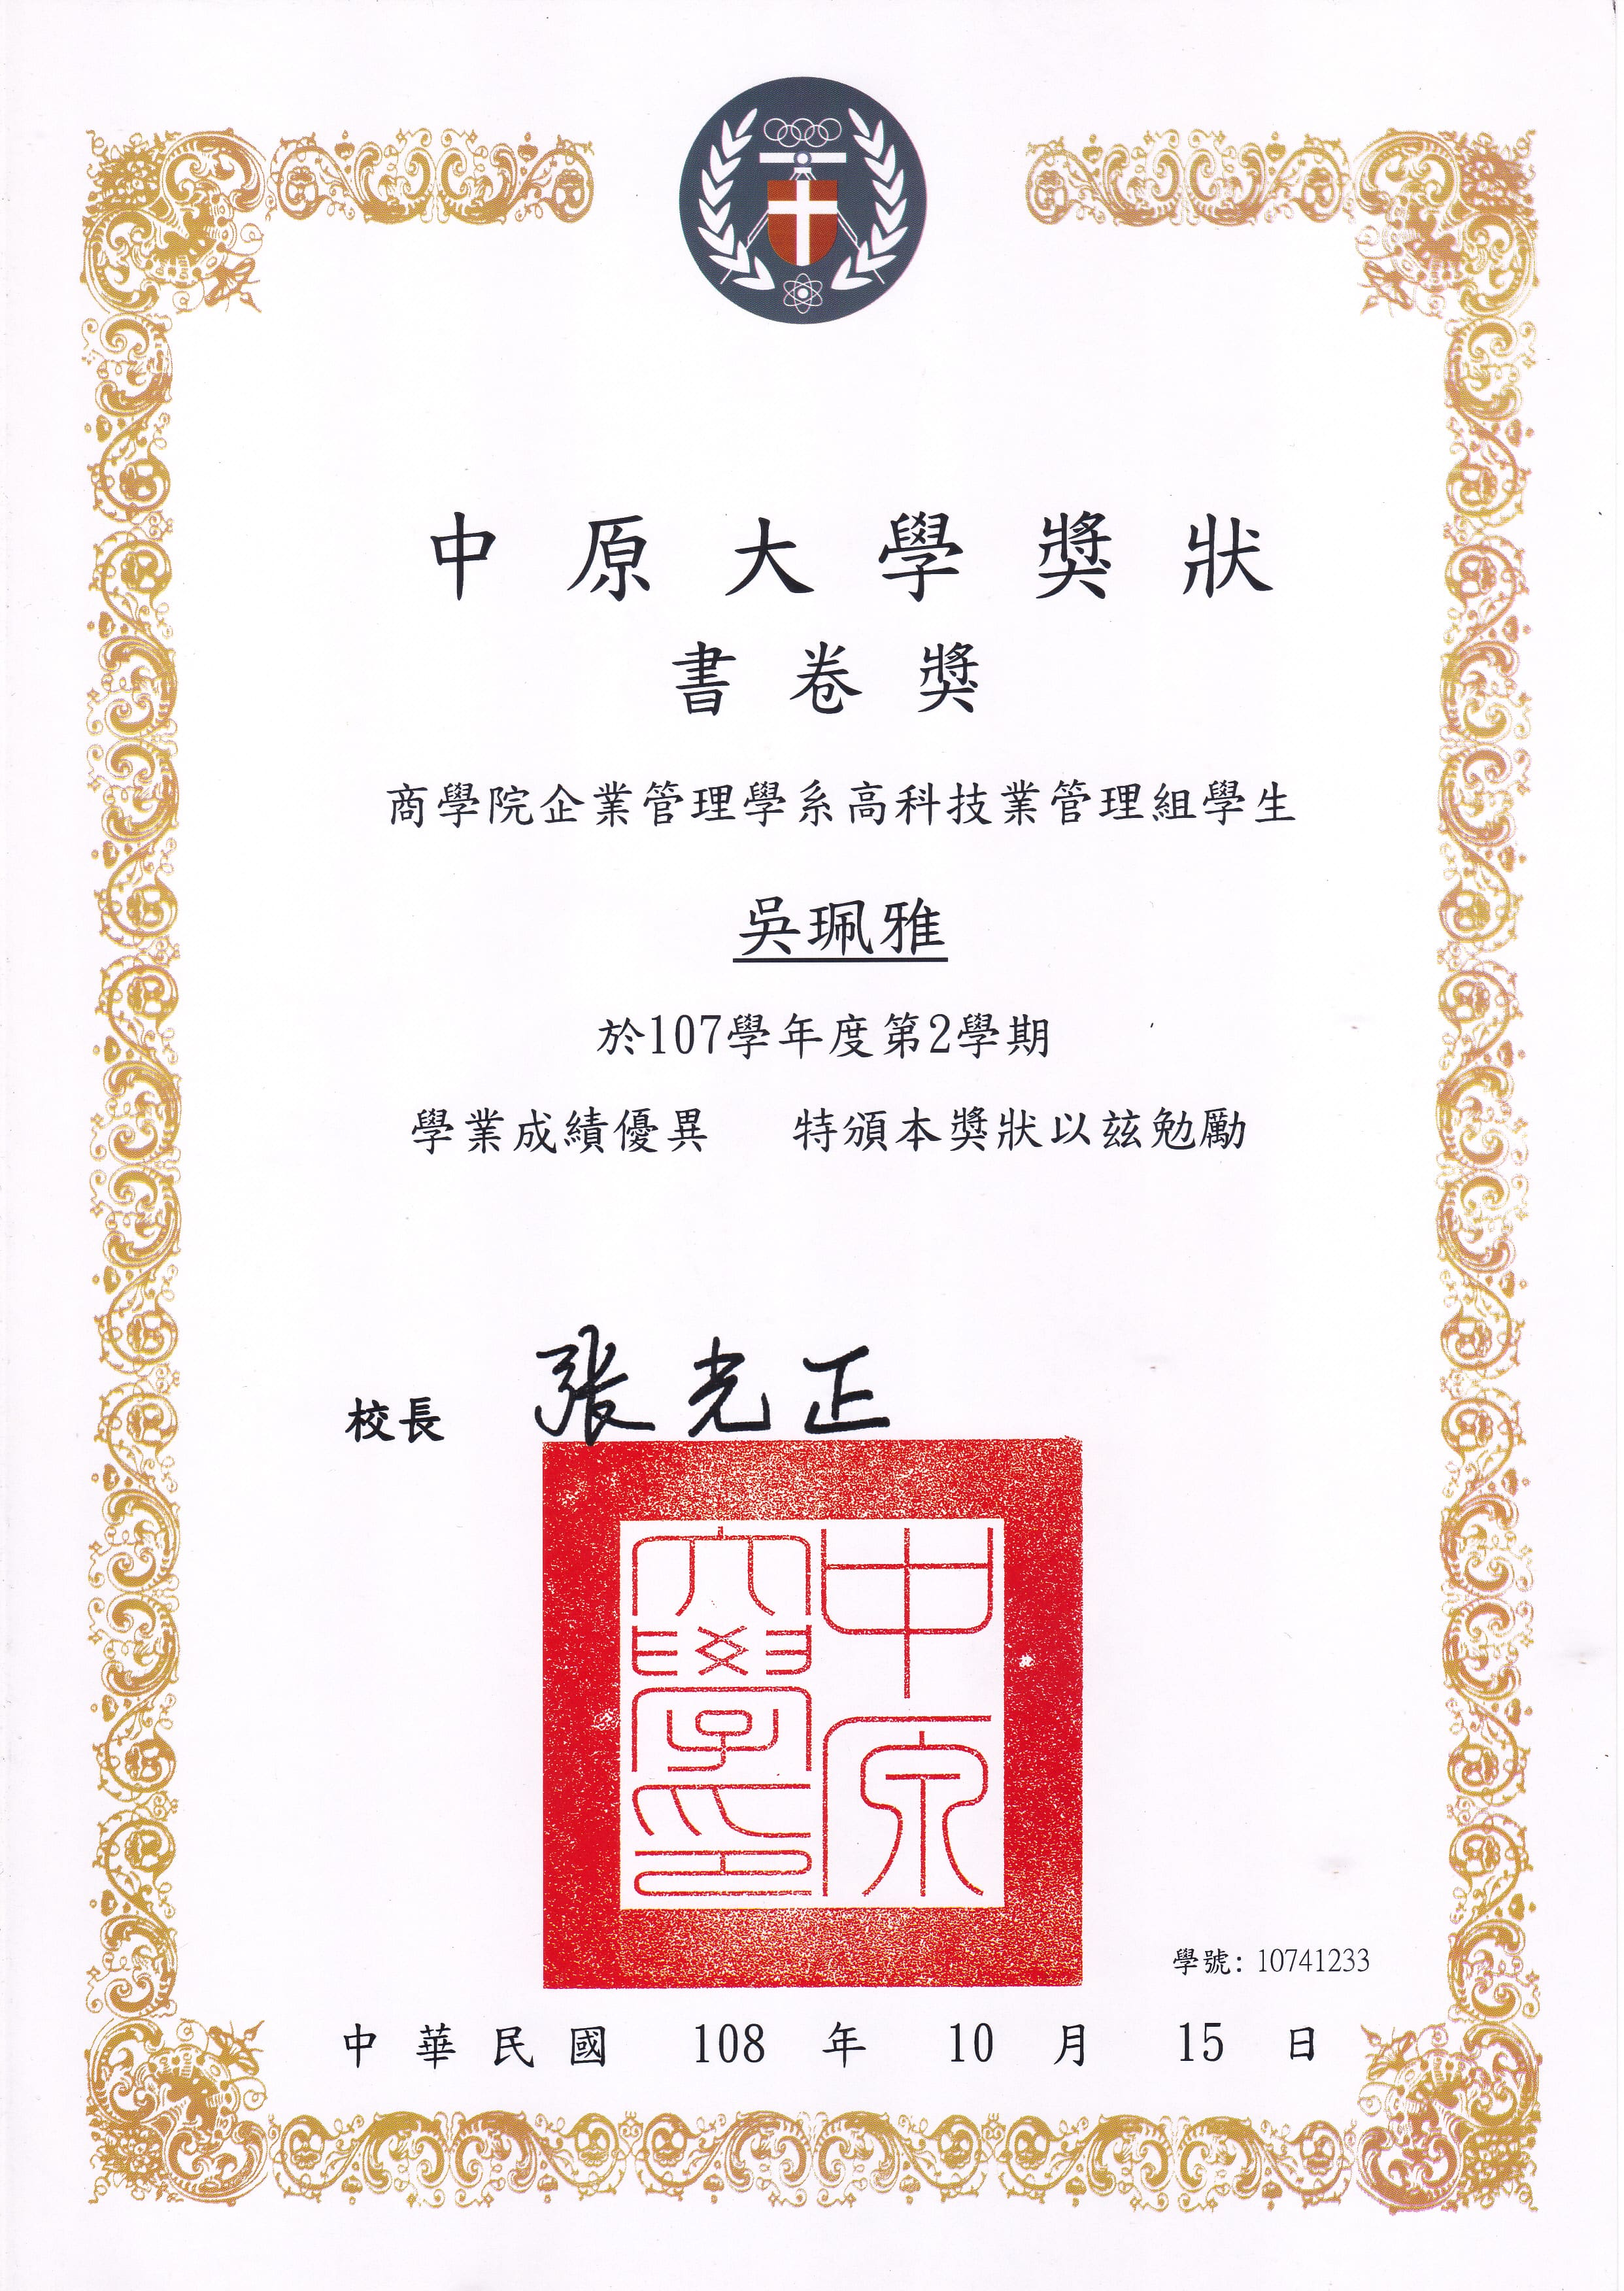 中原大學獎狀
書卷獎
商學院企業管理學系高科技業管理組學生
吳珮雅
於107學年度第2學期
學業成績優異 特頒本獎狀以玆勉勵
校長 張光正
中原大學印
學號: 10741233
中華民國 108 年 10 月 15 日